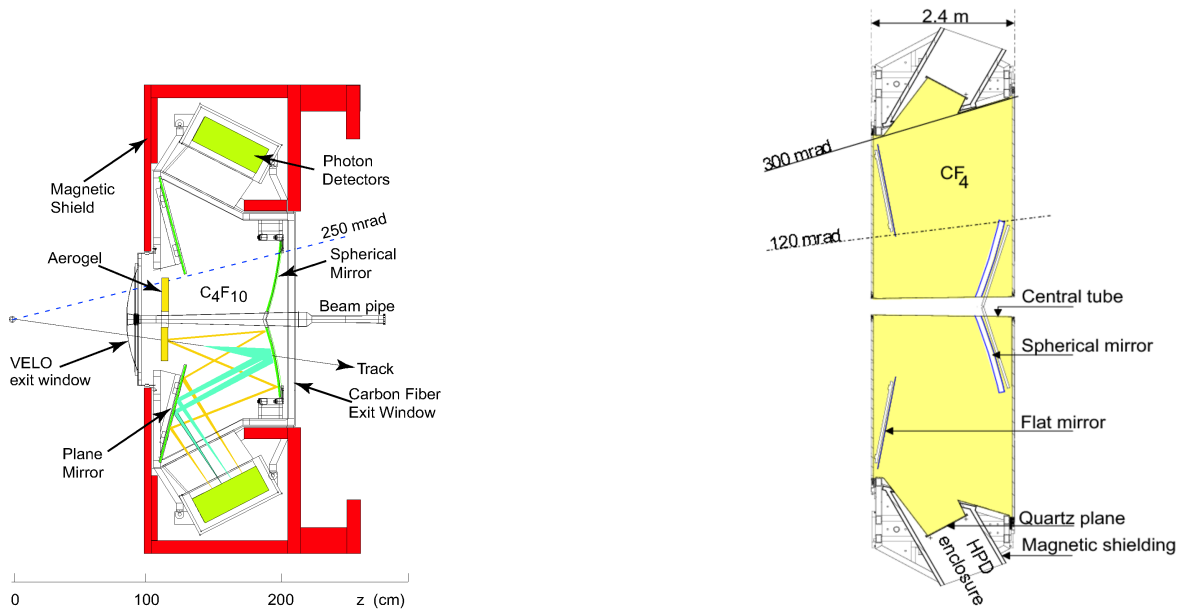 Photon
Detectors
Magnetic
Shield
250 mrad
Aerogel
Spherical
Mirror
C4F10
Beam pipe
VELO
exit window
Track
Carbon Fiber
Exit Window
Plane
Mirror
0
100
200
z (cm)
2.4 m
300 mrad
CF4
120 mrad
Central tube
Spherical mirror
Flat mirror
Quartz plane
HPD
enclosure
Magnetic shielding